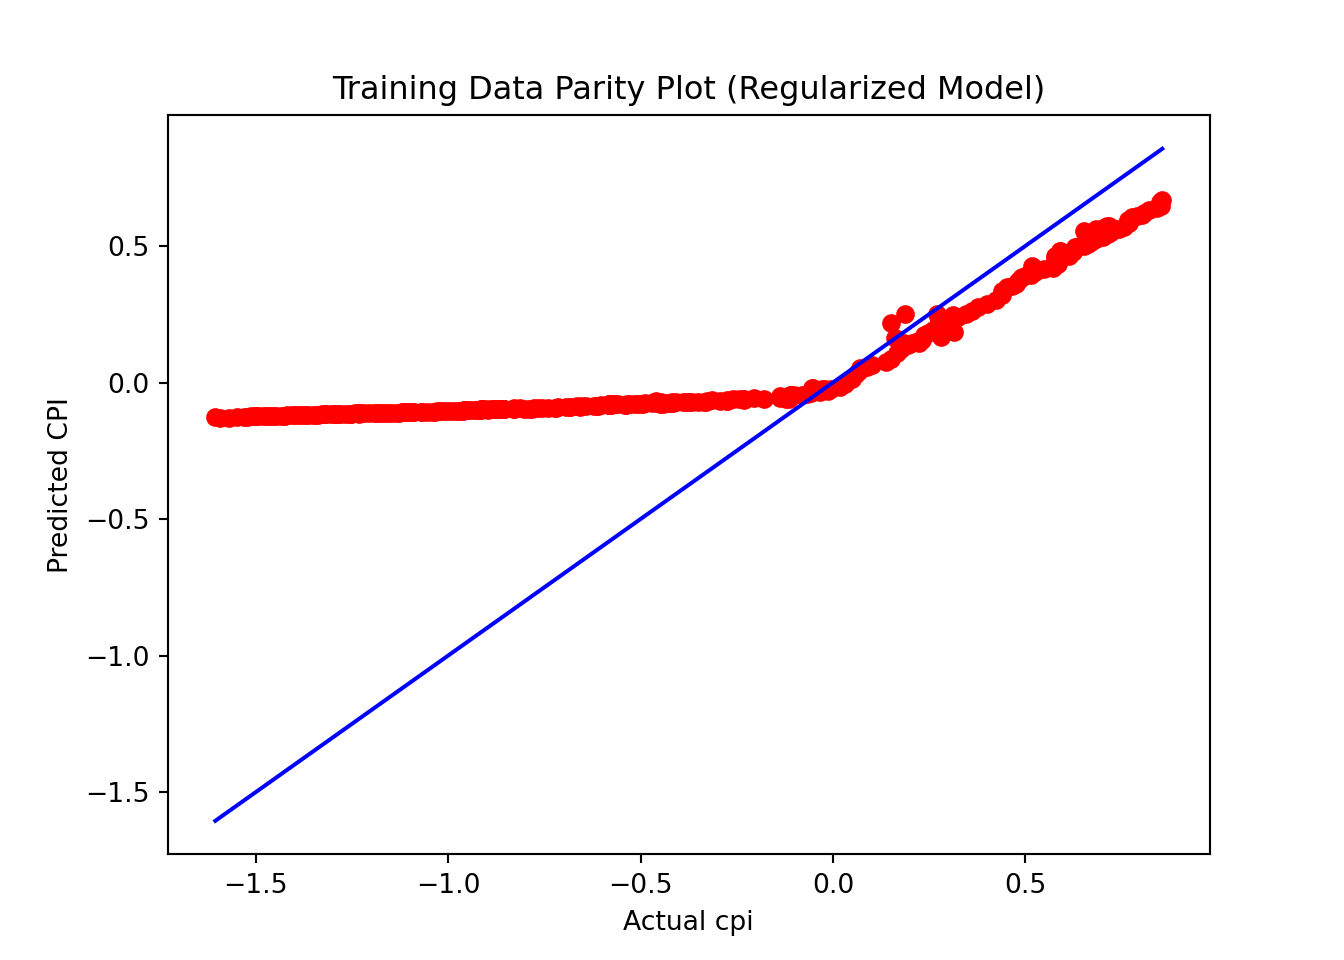 Training Data Parity Plot (Regularized Model)
Predicted CPI
0.5
0.0
−0.5
−1.0
−1.5
−1.5 −1.0 −0.5 0.0 0.5
Actual cpi